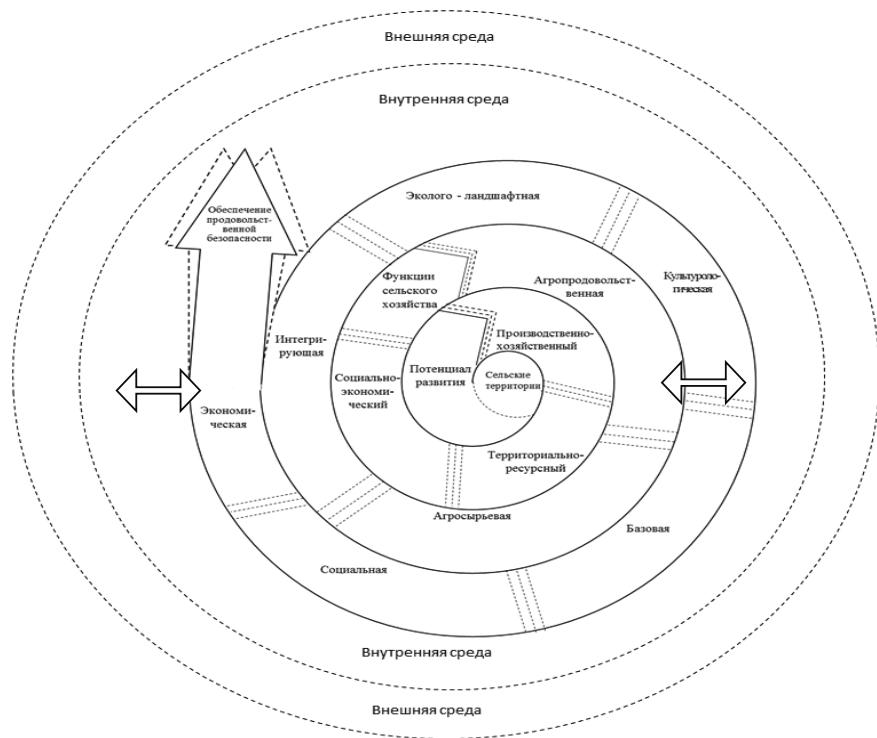 Внешняя среда
Внутренняя среда
Эколого - ландшафтная
Обеспечение
продовольст-
венной
безопасности
Функции
сельского
хозяйства
Агропродовольст-
венная
Культуроло-
гическая
Интегри-
рующая
Производственно-
хозяйственный
Потенциал
развития
Сельские
территории
Социально-
экономи-
ческий
Экономи-
ческая
Территориально-
ресурсный
Агросырьевая
Базовая
Социальная
Внутренняя среда
Внешняя среда